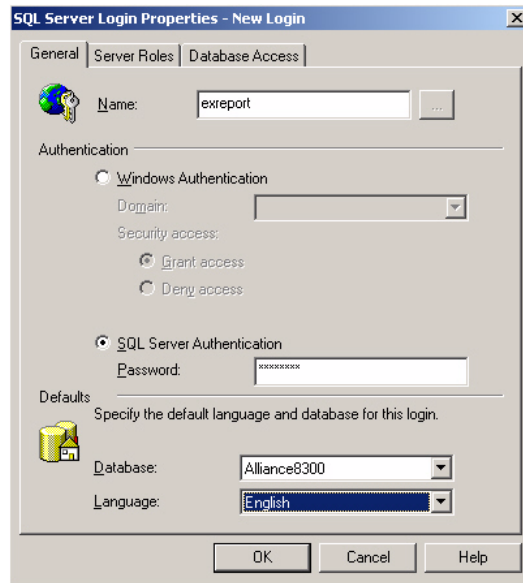 SQL Server Login Properties - New Login
General
Server Roles
Database Access
Name:
exreport
...
Authentication
Windows Authentication
Domain:
Security access:
Grant access
Deny access
SQL Server Authentication
Password:
xxxxxxxx
Defaults
Specify the default language and database for this login.
Database:
Alliance8300
Language:
English
OK
Cancel
Help